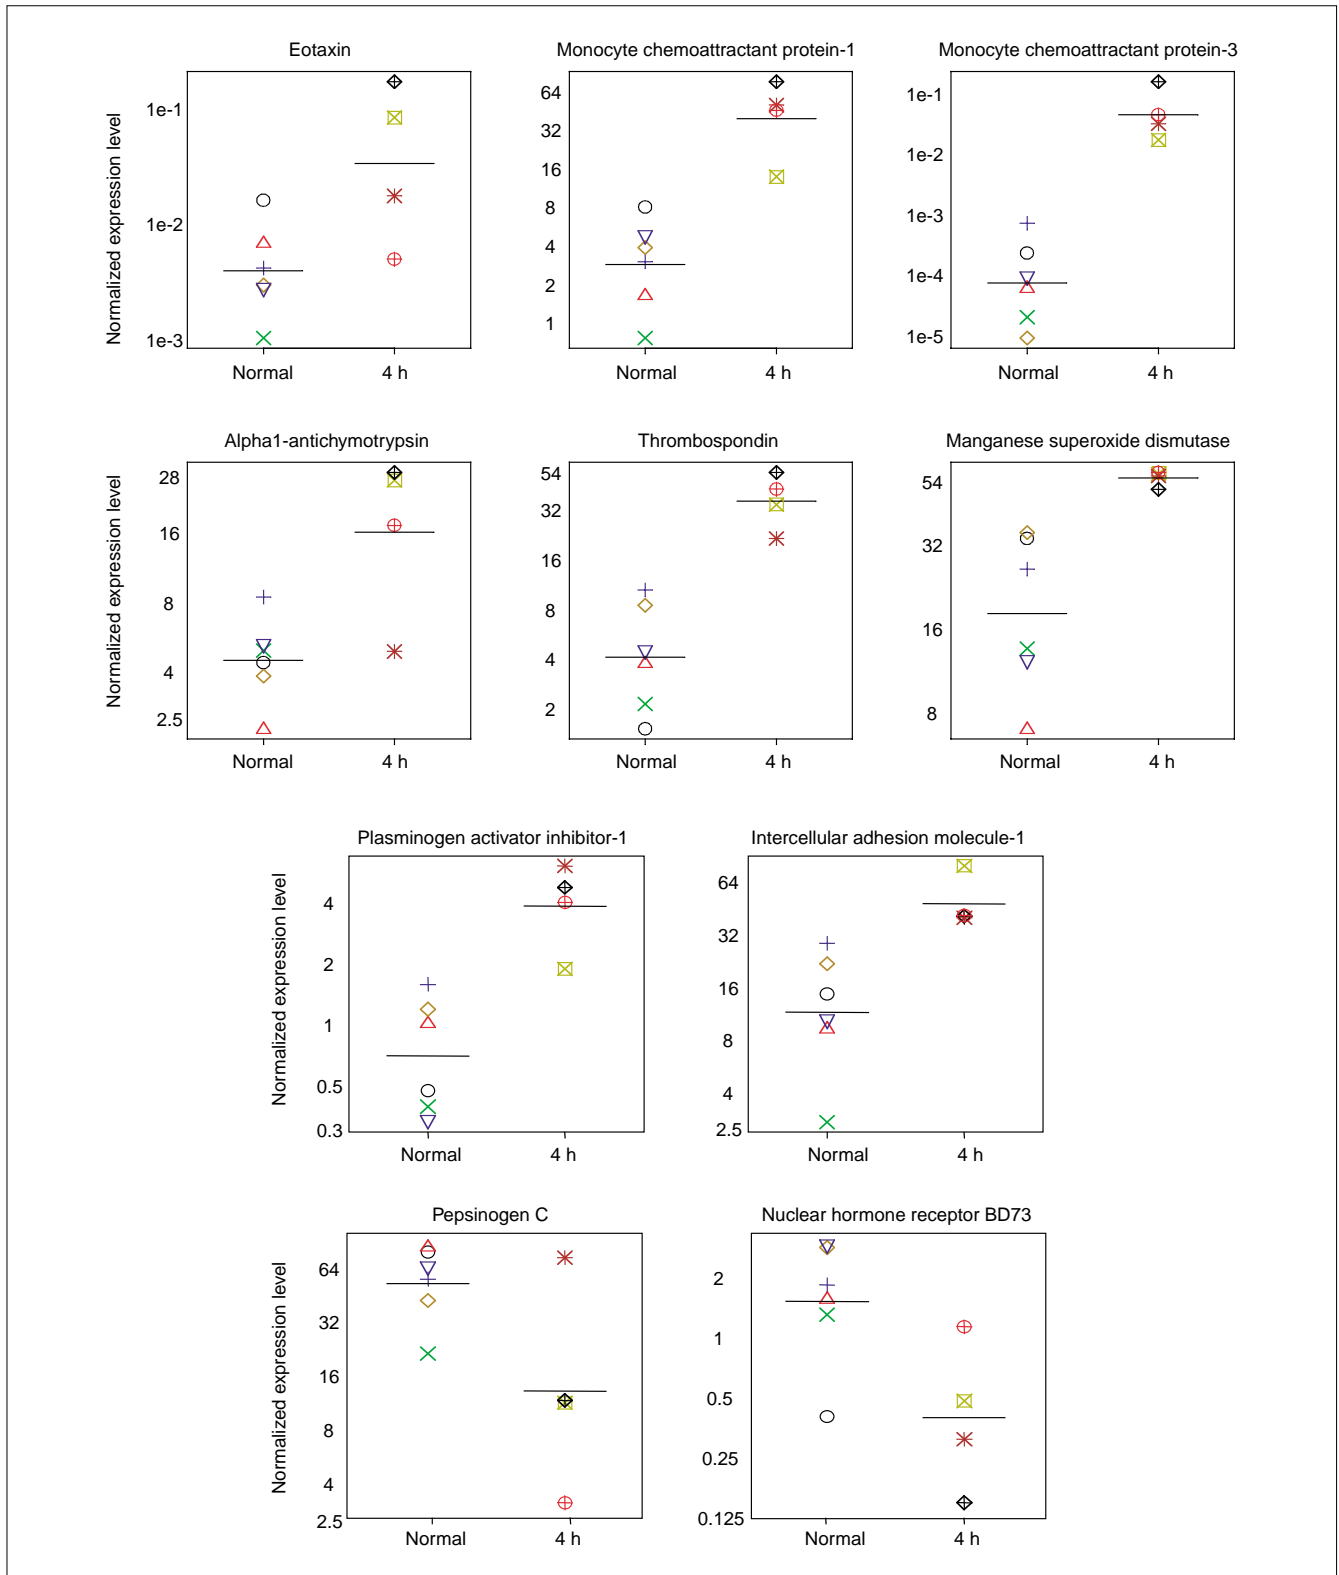 Eotaxin
Monocyte chemoattractant protein-1
Monocyte chemoattractant protein-3
Normalized expression level
1e-1
1e-2
1e-3
64
32
16
8
4
2
1
1e-1
1e-2
1e-3
1e-4
1e-5
Normal
4 h
Normal
4 h
Normal
4 h
Alpha1-antichymotrypsin
Thrombospondin
Manganese superoxide dismutase
Normalized expression level
28
16
8
4
2.5
54
32
16
8
4
2
54
32
16
8
Normal
4 h
Normal
4 h
Normal
4 h
Plasminogen activator inhibitor-1
Intercellular adhesion molecule-1
Normalized expression level
4
2
1
0.5
0.3
64
32
16
8
4
2.5
Normal
4 h
Normal
4 h
Pepsinogen C
Nuclear hormone receptor BD73
Normalized expression level
64
32
16
8
4
2.5
2
1
0.5
0.25
0.125
Normal
4 h
Normal
4 h